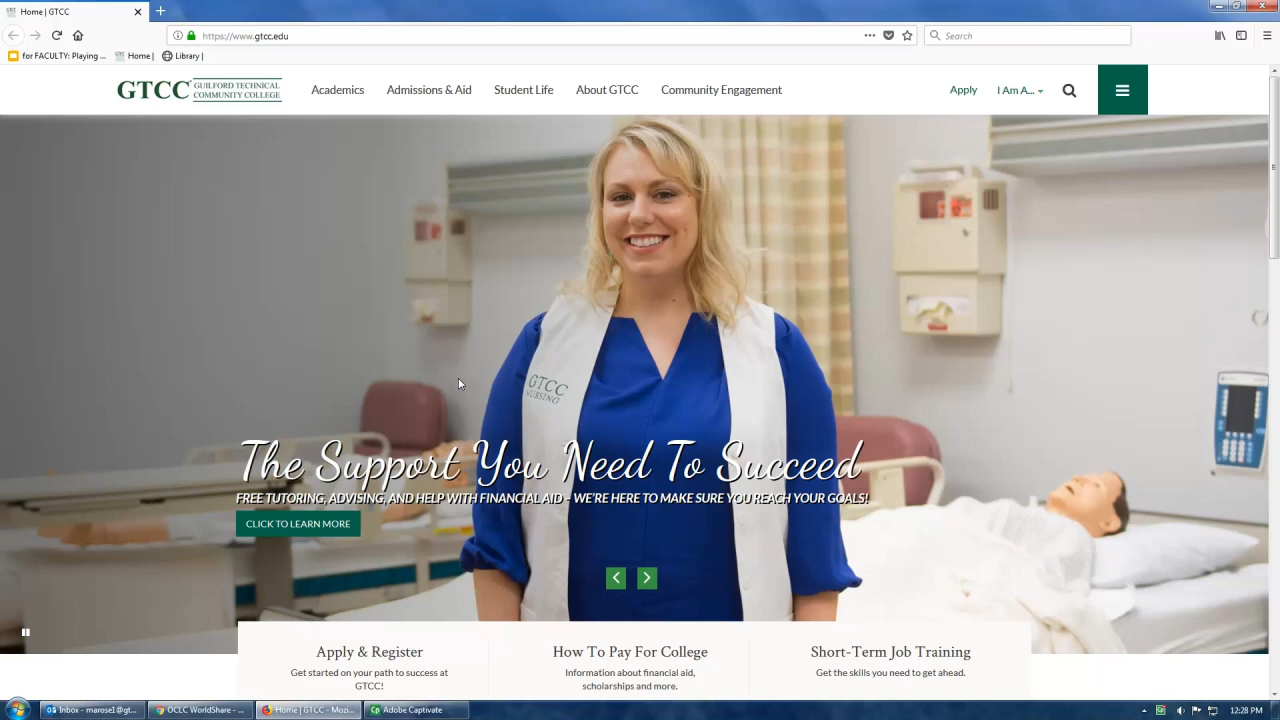 Home | GTCC
https://www.gtcc.edu
Search
for FACULTY: Playing ...
Home |
Library |
GTCC GUILFORD TECHNICAL
COMMUNITY COLLEGE
Academics
Admissions & Aid
Student Life
About GTCC
Community Engagement
Apply
I Am A...
GTCC
NURSING
The Support You Need To Succeed
FREE TUTORING, ADVISING, AND HELP WITH FINANCIAL AID - WE'RE HERE TO MAKE SURE YOU REACH YOUR GOALS!
CLICK TO LEARN MORE
Apply & Register
Get started on your path to success at
GTCC!
How To Pay For College
Information about financial aid,
scholarships and more.
Short-Term Job Training
Get the skills you need to get ahead.
Inbox - marose1@gt...
OCLC WorldShare - ...
Home | GTCC - Mozi...
Adobe Captivate
12:28 PM